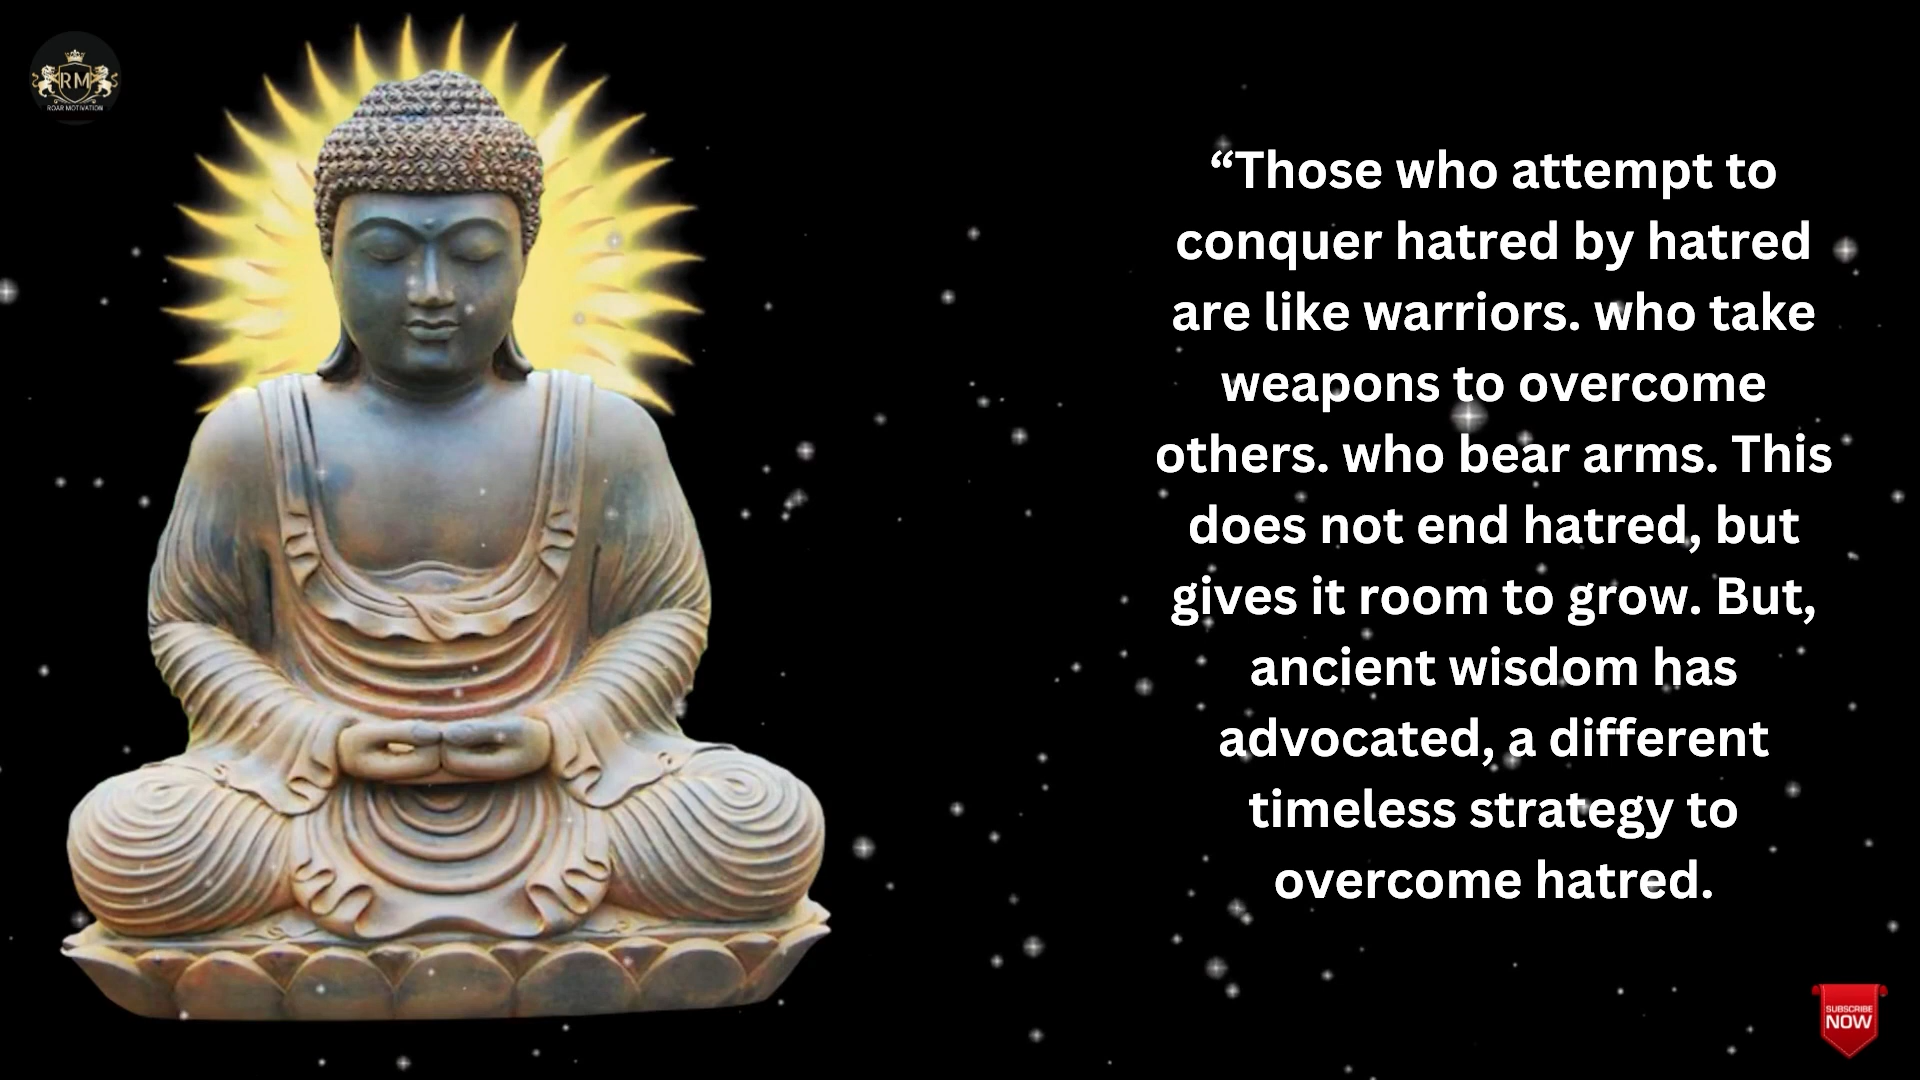 RM
ROAR MOTIVATION
“Those who attempt to
conquer hatred by hatred
are like warriors. who take
weapons to overcome
others. who bear arms. This
does not end hatred, but
gives it room to grow. But,
ancient wisdom has
advocated, a different
timeless strategy to
overcome hatred.
SUBSCRIBE
NOW